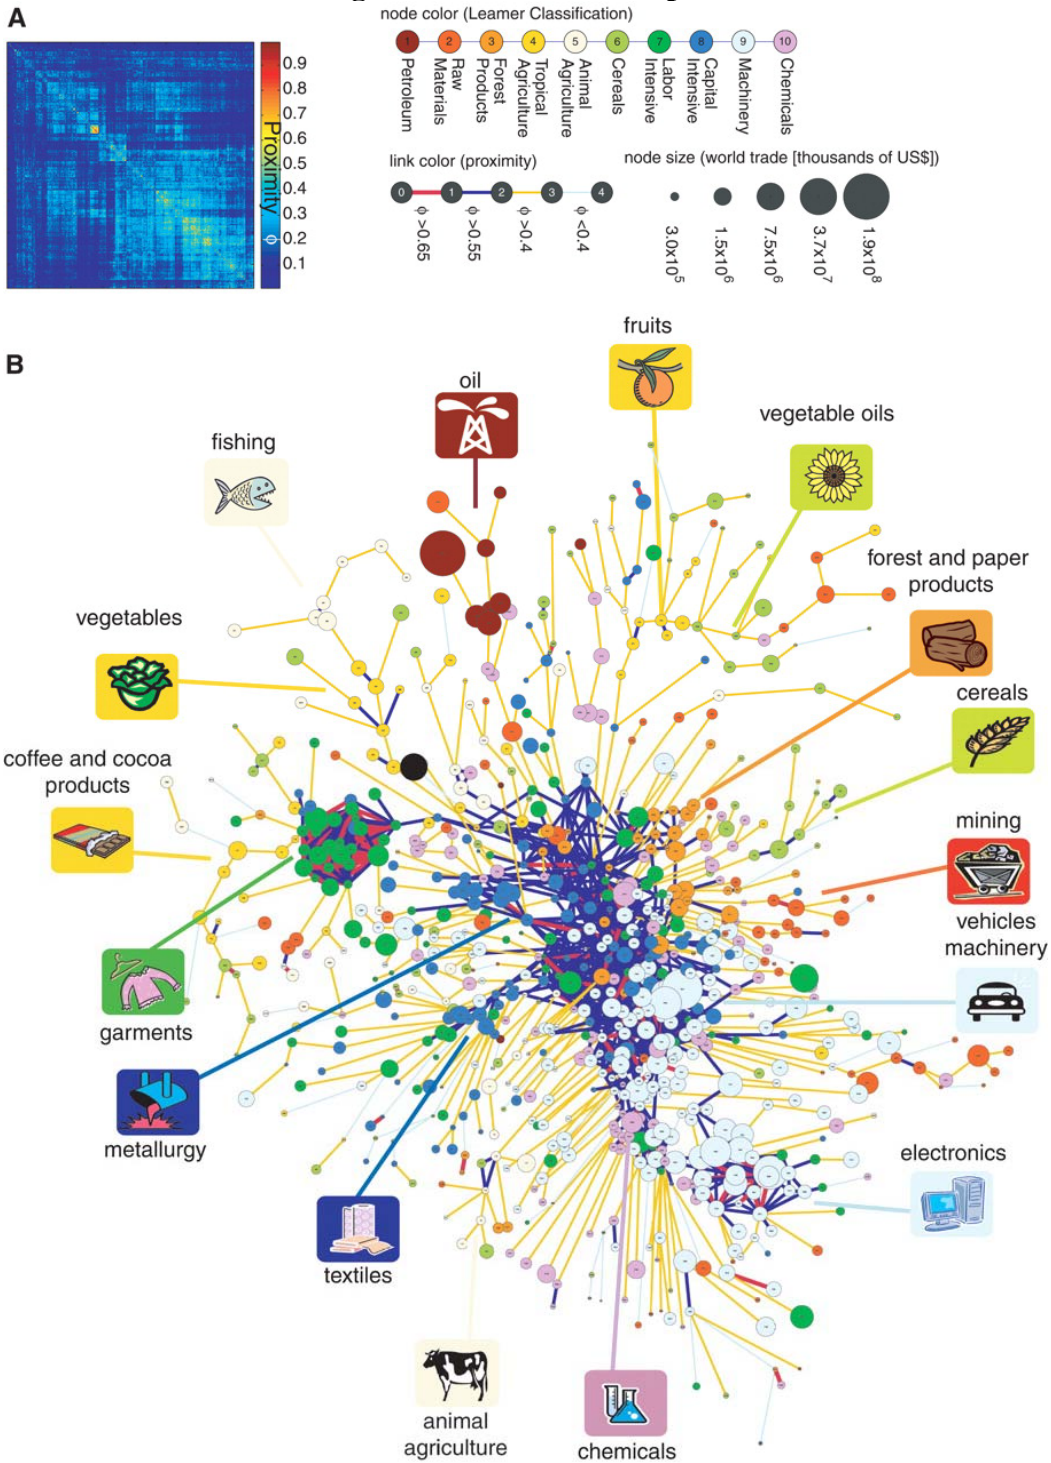 A
0.9
0.8
0.7
0.6
0.5
0.4
0.3
0.2
0.1
Proximity ϕ
node color (Leamer Classification)
1 2 3 4 5 6 7 8 9 10
Petroleum
Raw
Materials
Forest
Products
Tropical
Agriculture
Animal
Agriculture
Cereals
Labor
Intensive
Capital
Intensive
Machinery
Chemicals
link color (proximity)
0 1 2 3 4
ϕ >0.65
ϕ >0.55
ϕ >0.4
ϕ <0.4
node size (world trade [thousands of US$])
3.0x10⁵
1.5x10⁶
7.5x10⁶
3.7x10⁷
1.9x10⁸
B
fruits
oil
vegetable oils
fishing
forest and paper
products
vegetables
cereals
coffee and cocoa
products
mining
vehicles
machinery
garments
metallurgy
electronics
textiles
animal
agriculture
chemicals